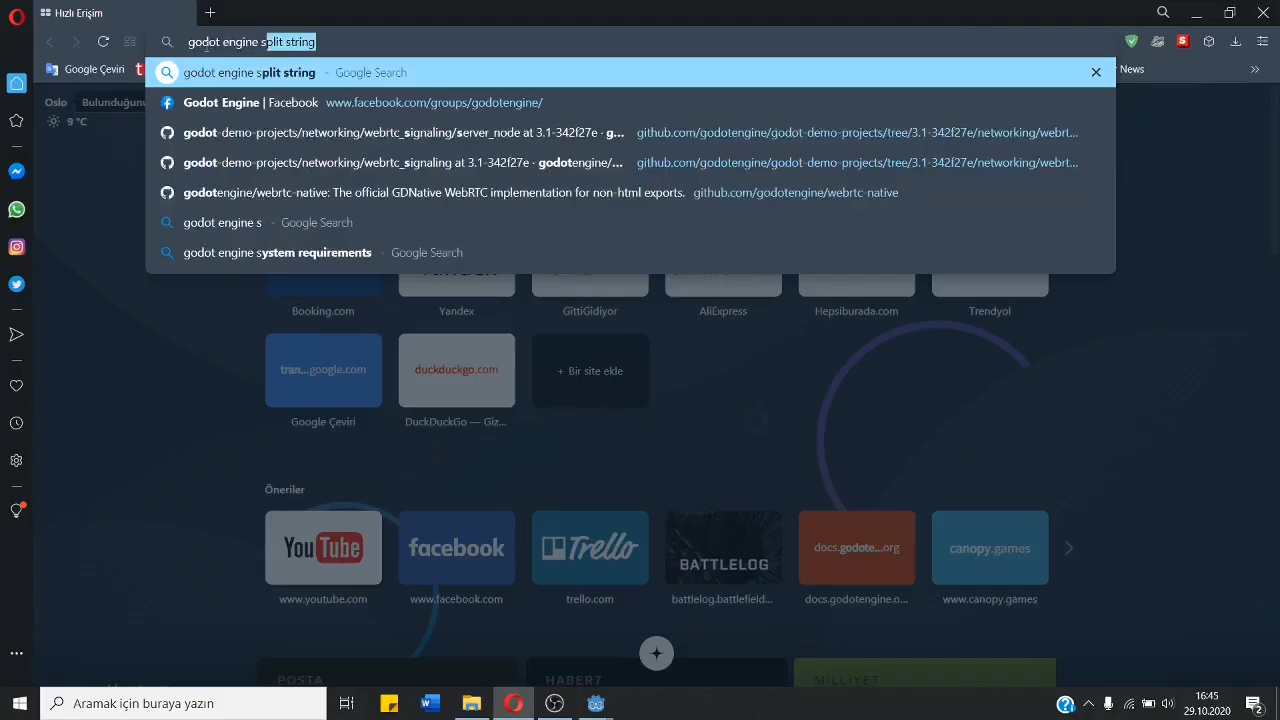 Hızlı Erişim
godot engine split string
Google Çeviri
News
godot engine split string - Google Search
Godot Engine | Facebook www.facebook.com/groups/godotengine/
godot-demo-projects/networking/webrtc_signaling/server_node at 3.1-342f27e · g... github.com/godotengine/godot-demo-projects/tree/3.1-342f27e/networking/webrt...
godot-demo-projects/networking/webrtc_signaling at 3.1-342f27e · godotengine/... github.com/godotengine/godot-demo-projects/tree/3.1-342f27e/networking/webrt...
godotengine/webrtc-native: The official GDNative WebRTC implementation for non-html exports. github.com/godotengine/webrtc-native
godot engine s - Google Search
godot engine system requirements - Google Search
Oslo
Bulunduğunu
9 °C
Booking.com
Yandex
GittiGidiyor
AliExpress
Hepsiburada.com
Trendyol
tran...google.com
duckduckgo.com
+ Bir site ekle
Google Çeviri
DuckDuckGo — Giz...
Öneriler
YouTube
facebook
Trello
BATTLELOG
docs.godote...org
canopy.games
www.youtube.com
www.facebook.com
trello.com
battlelog.battlefield...
docs.godotengine.o...
www.canopy.games
POSTA
HABER7
MİLLİYET
Aramak için buraya yazın
16:45
29.10.2020
2